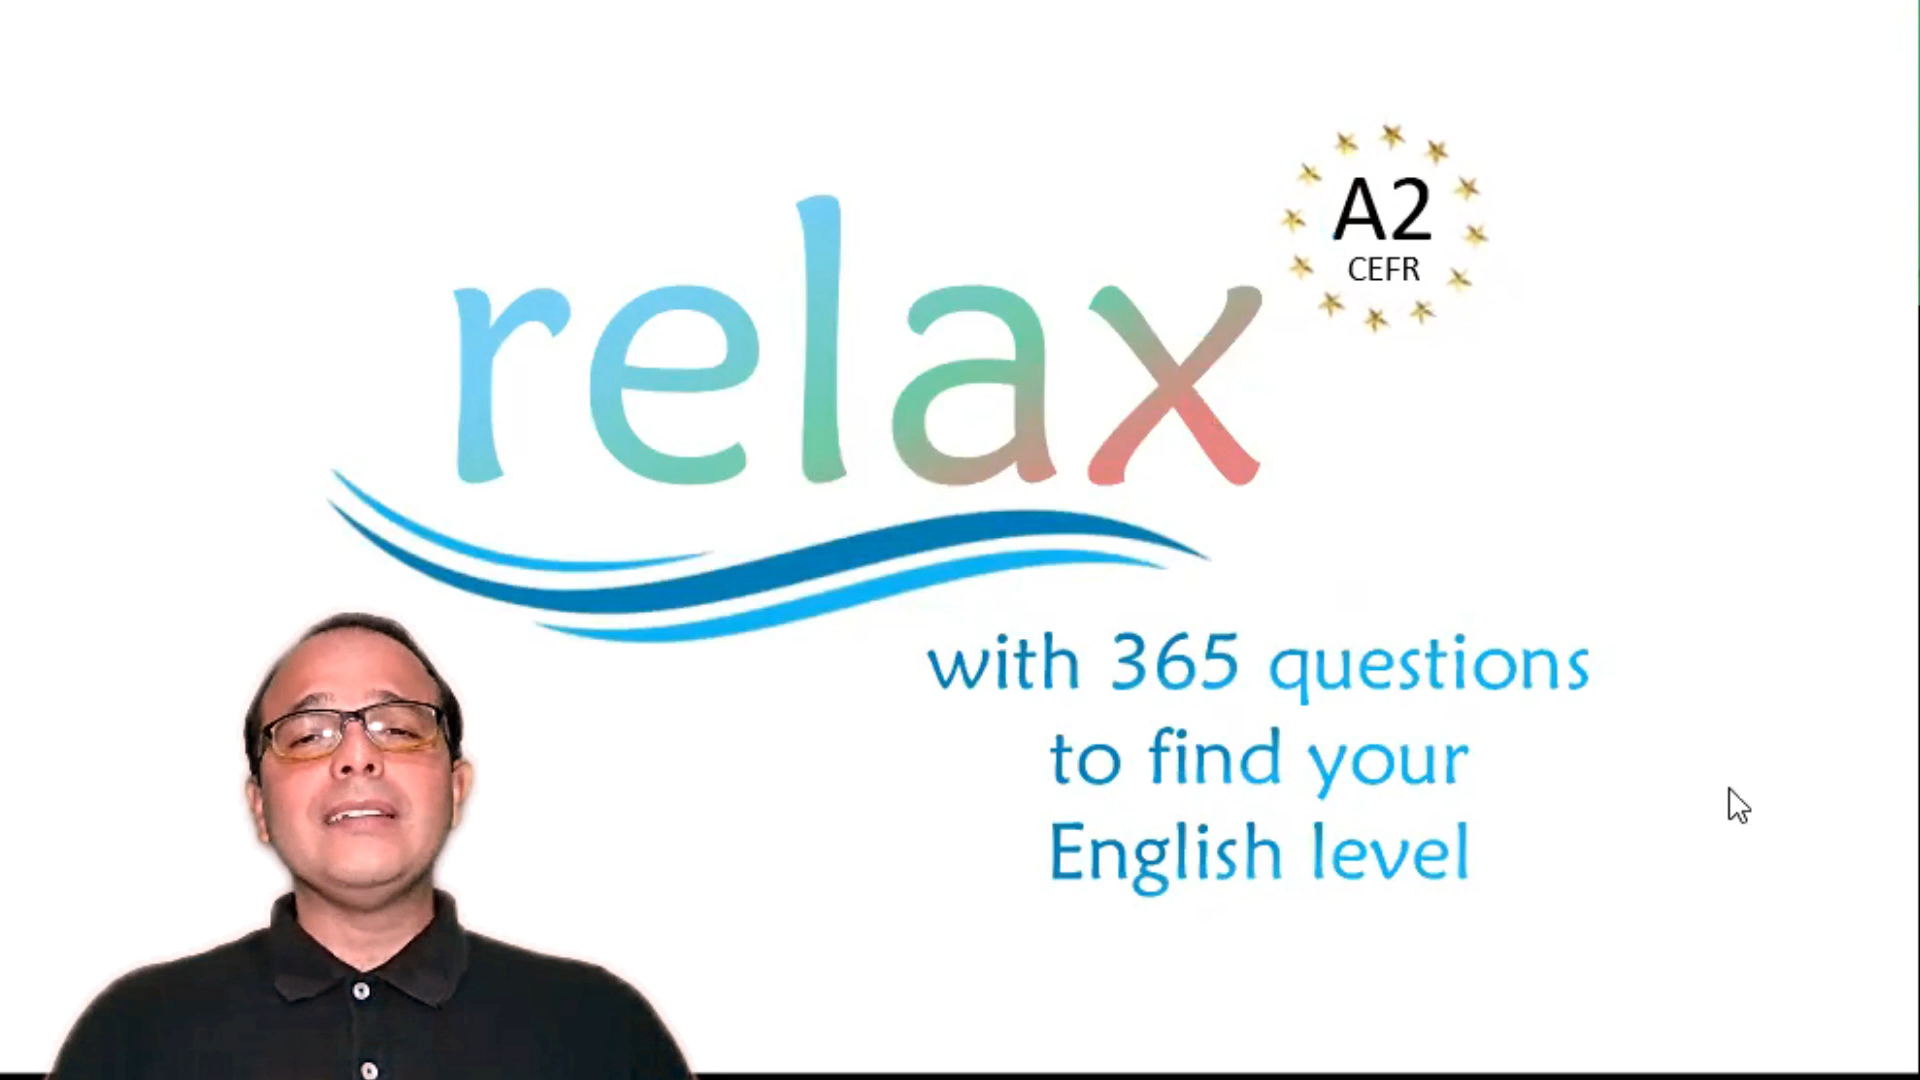 relax
A2
CEFR
with 365 questions
to find your
English level